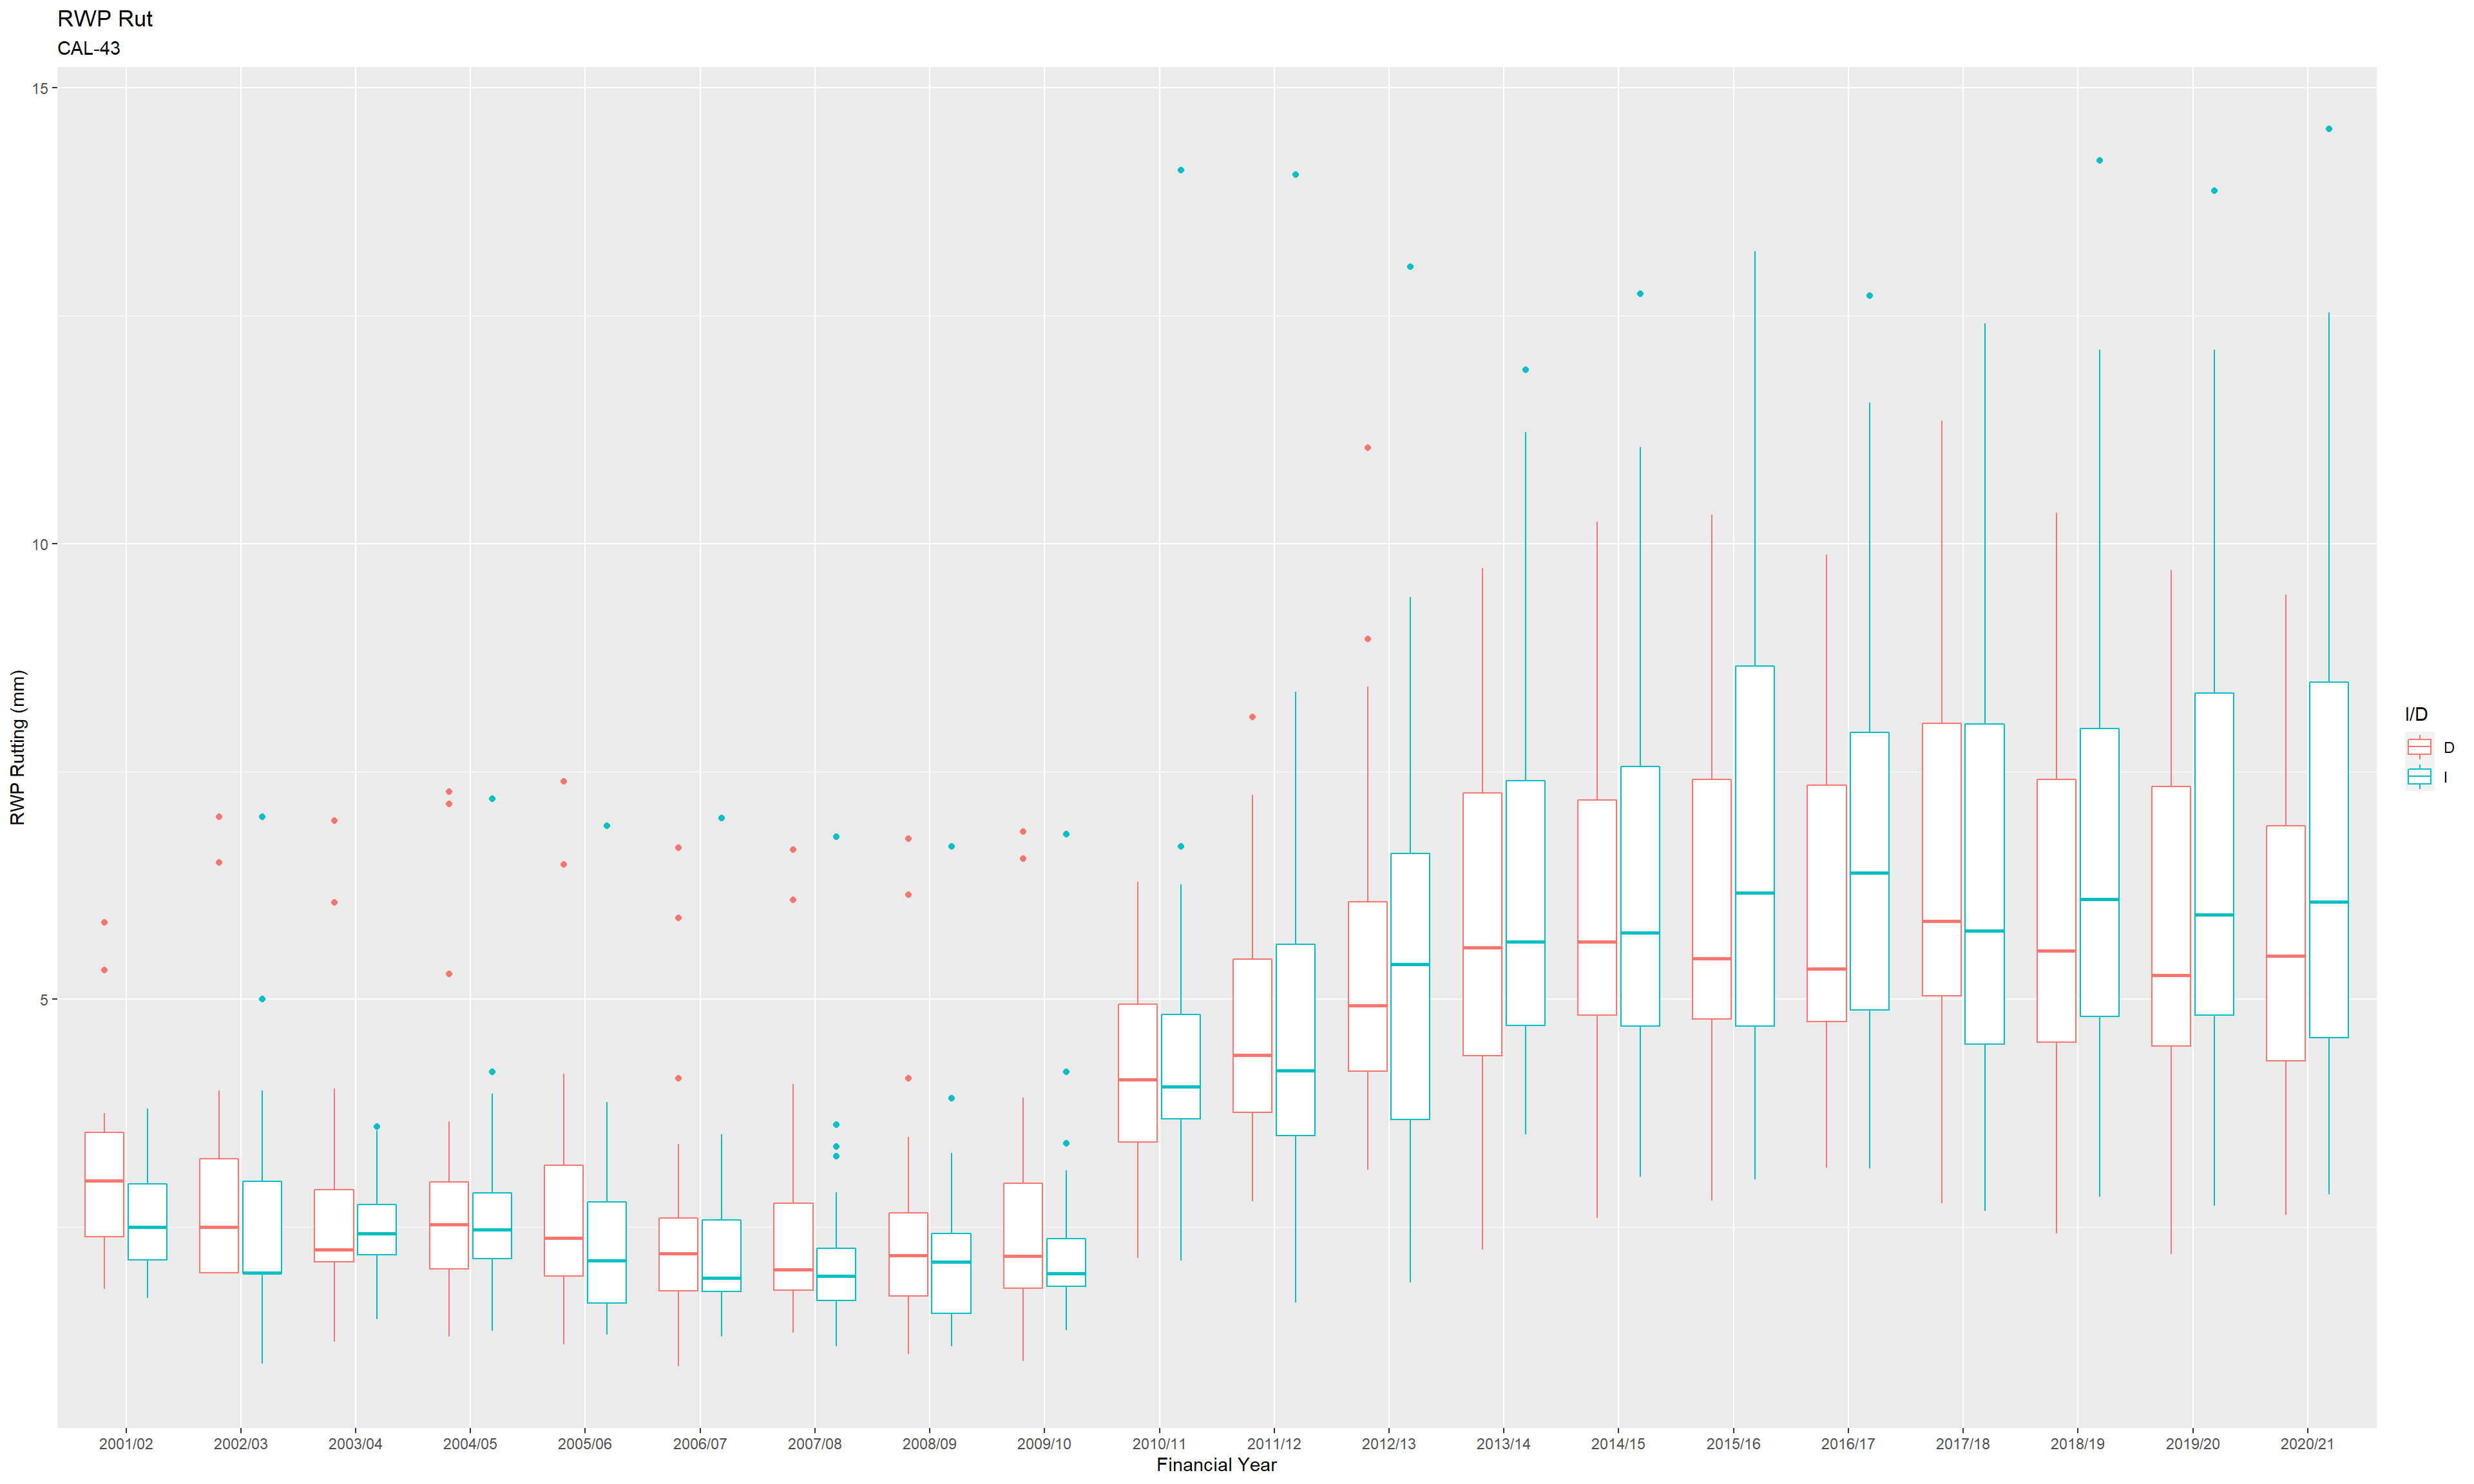 RWP Rut
CAL-43
15
10
5
RWP Rutting (mm)
2001/02 2002/03 2003/04 2004/05 2005/06 2006/07 2007/08 2008/09 2009/10 2010/11 2011/12 2012/13 2013/14 2014/15 2015/16 2016/17 2017/18 2018/19 2019/20 2020/21
Financial Year
I/D
D
I